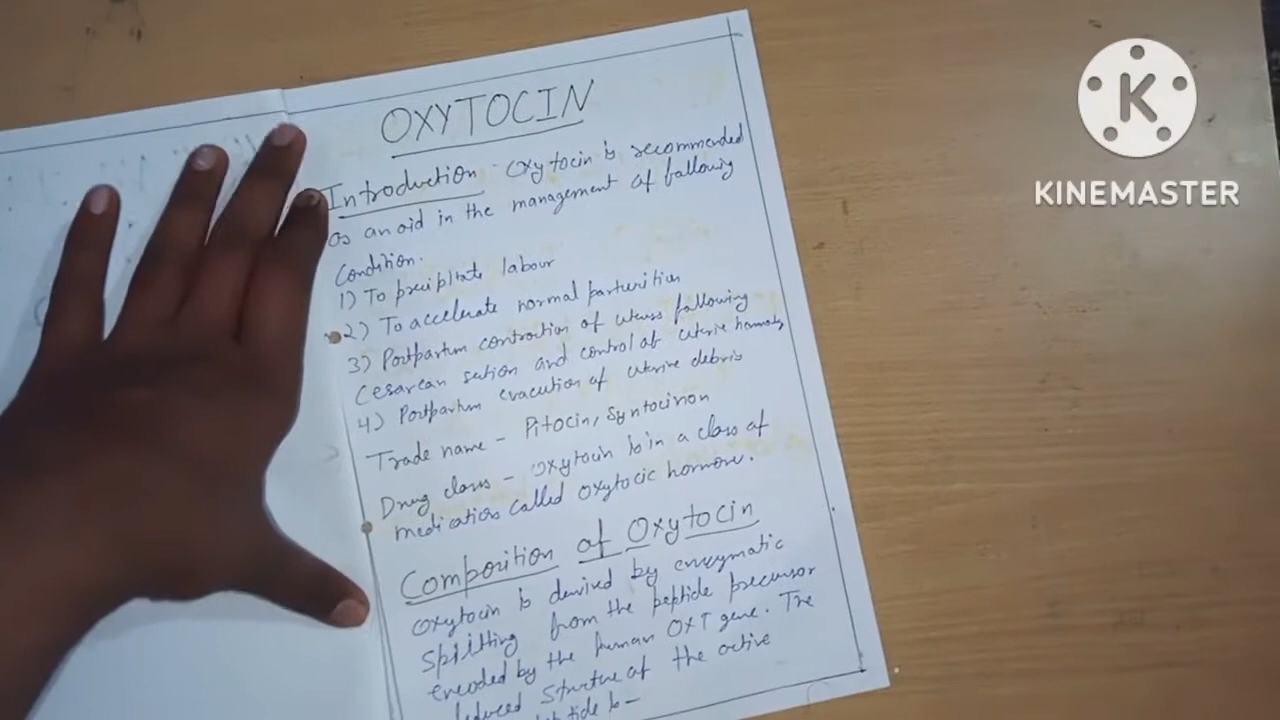 OXYTOCIN
Introduction - Oxytocin is recommended
as an aid in the management of following
condition.
1) To precipitate labour
2) To accelerate normal parturition
3) Postpartum contraction of uterus following
Cesarean section and control of uterine
4) Postpartum evacution of uterine debris
Trade name - Pitocin, Syntocinon
Drug class - Oxytocin is in a class of
medications called oxytocic hormone.
Composition of Oxytocin
Oxytocin is derived by enzymatic
splitting from the peptide precursor
encoded by the human OXT gene. The
deduced structure of the active
is -
K
KINEMASTER